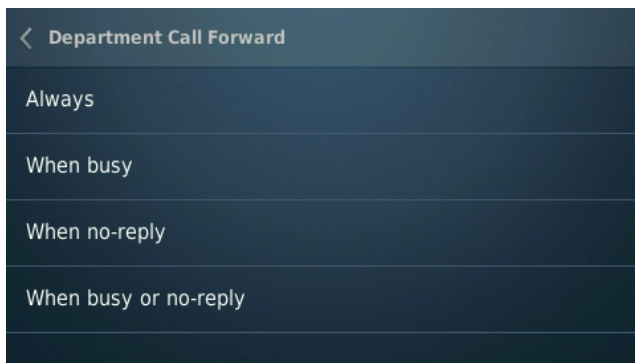 Department Call Forward
Always
When busy
When no-reply
When busy or no-reply